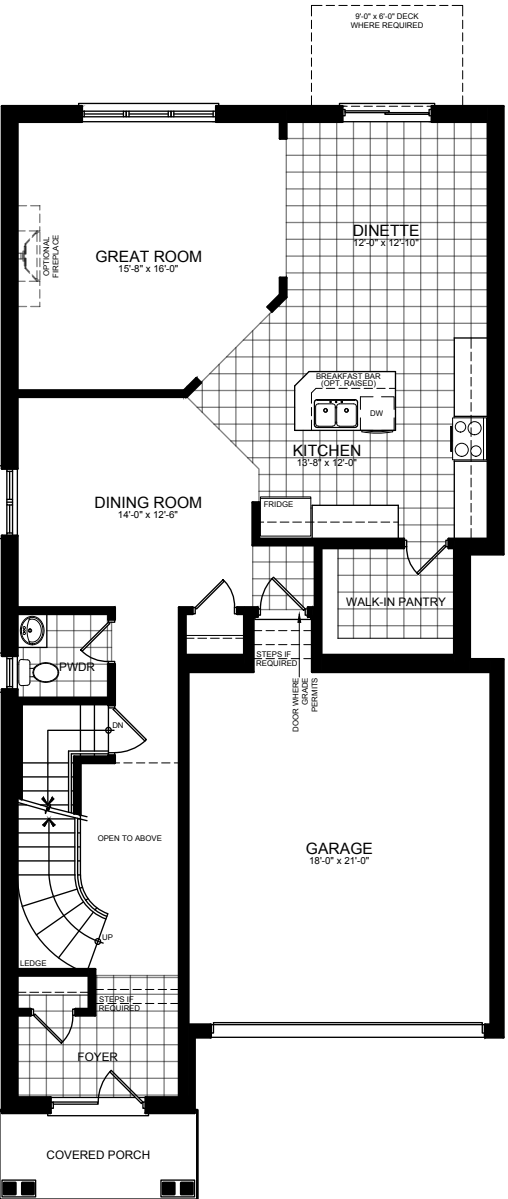 9'-0" x 6'-0" DECK
WHERE REQUIRED
DINETTE
12'-0" x 12'-10"
GREAT ROOM
15'-8" x 16'-0"
OPTIONAL
FIREPLACE
BREAKFAST BAR
(OPT. RAISED)
DW
KITCHEN
13'-8" x 12'-0"
FRIDGE
DINING ROOM
14'-0" x 12'-6"
WALK-IN PANTRY
STEPS IF
REQUIRED
DOOR WHERE
GRADE
PERMITS
PWDR
DN
OPEN TO ABOVE
GARAGE
18'-0" x 21'-0"
UP
LEDGE
STEPS IF
REQUIRED
FOYER
COVERED PORCH